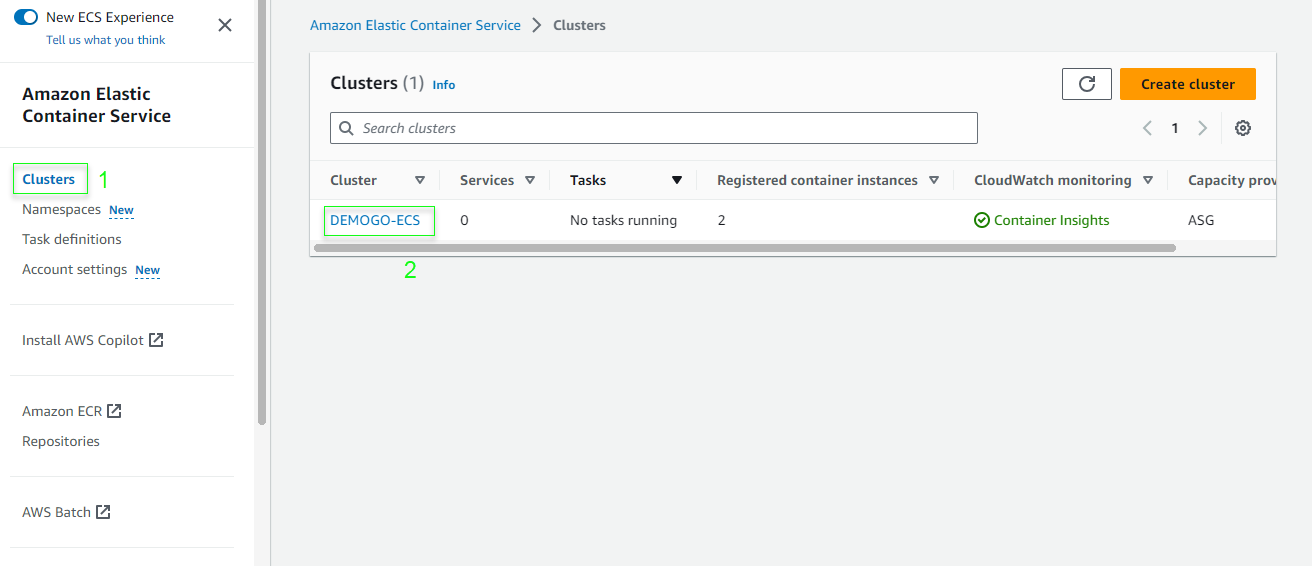 New ECS Experience
Tell us what you think
Amazon Elastic
Container Service
Clusters 1
Namespaces New
Task definitions
Account settings New
Install AWS Copilot
Amazon ECR
Repositories
AWS Batch
Amazon Elastic Container Service > Clusters
Clusters (1) Info
Create cluster
Search clusters
1
Cluster Services Tasks Registered container instances CloudWatch monitoring Capacity prov
DEMOGO-ECS 0 No tasks running 2 Container Insights ASG
2